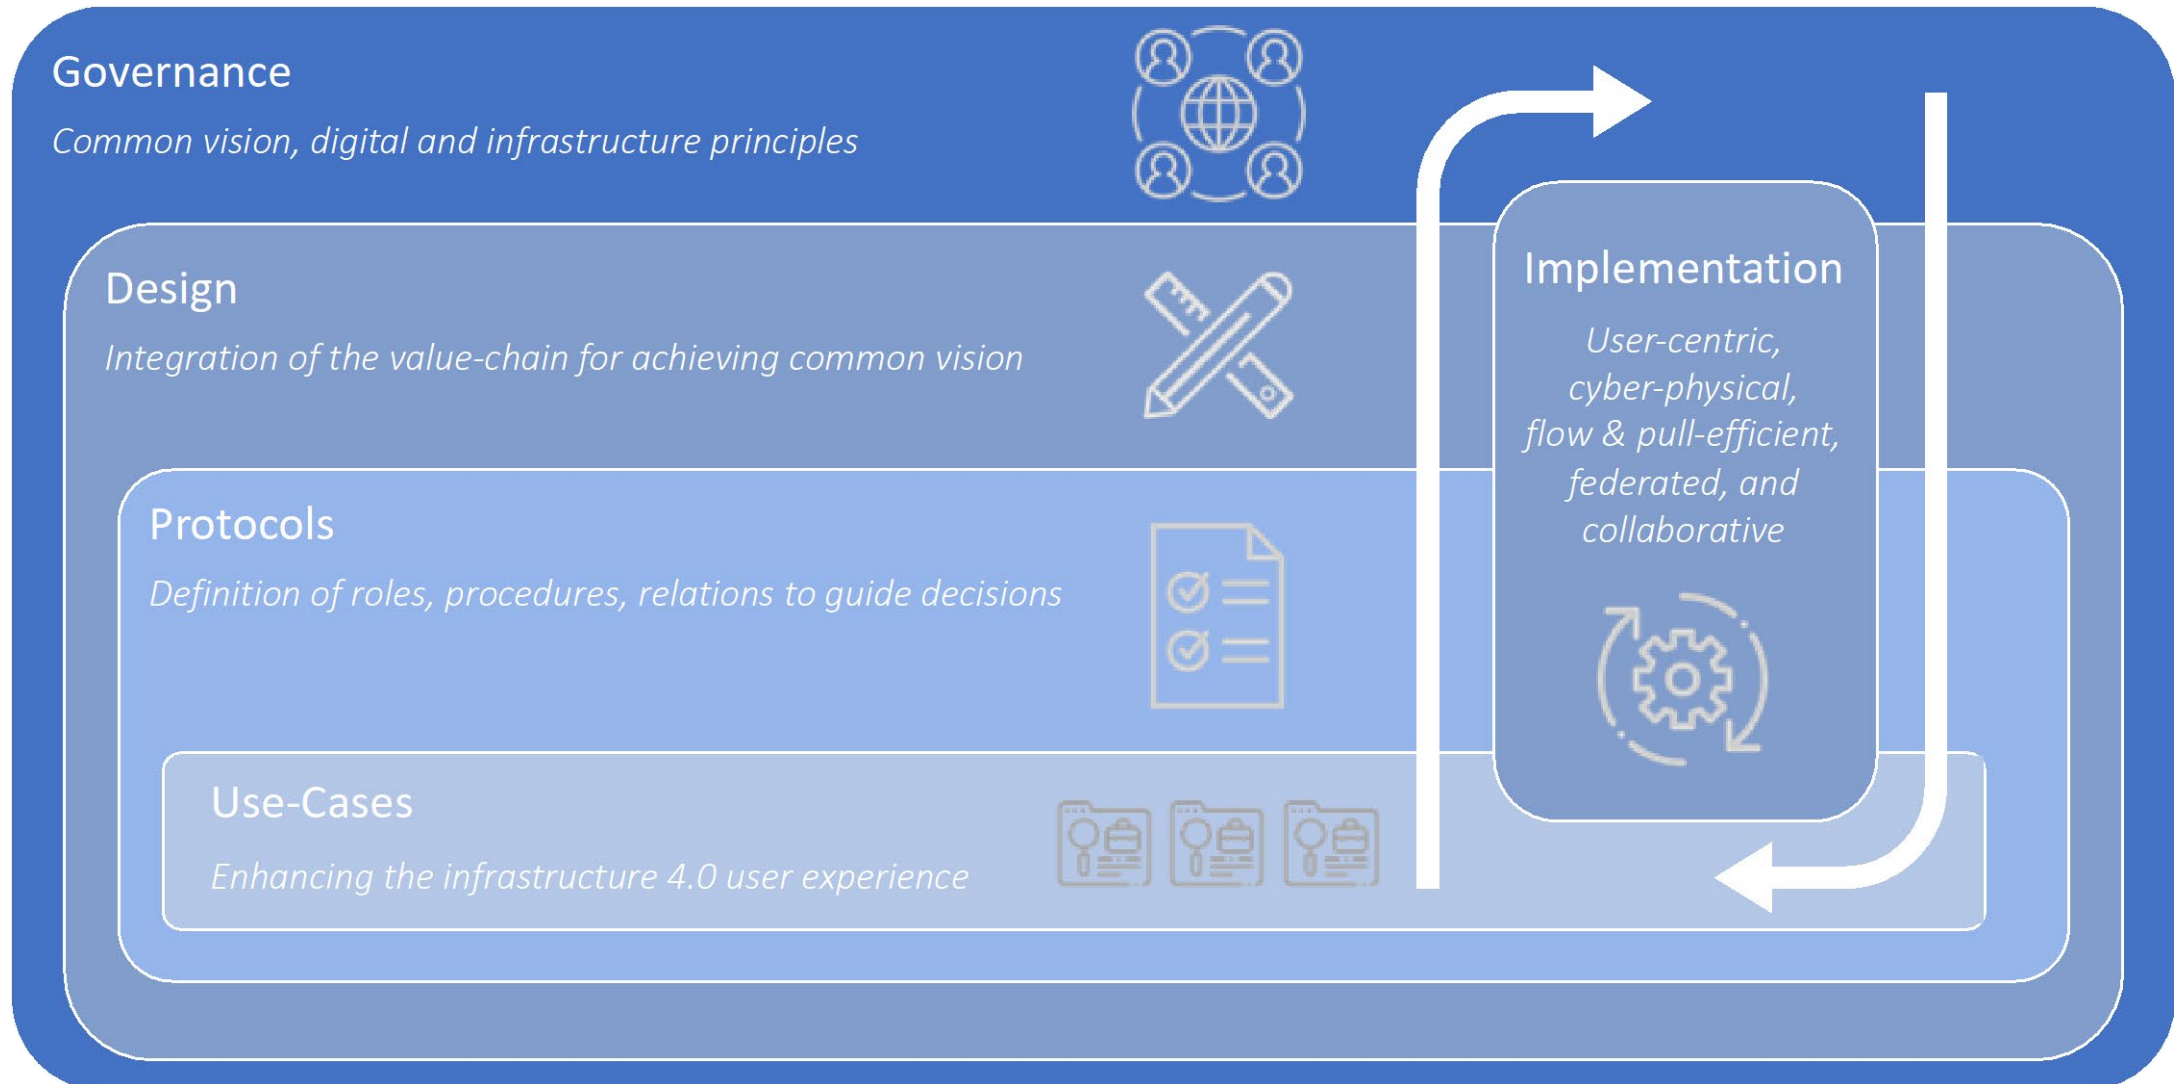 Governance
Common vision, digital and infrastructure principles
Design
Integration of the value-chain for achieving common vision
Protocols
Definition of roles, procedures, relations to guide decisions
Use-Cases
Enhancing the infrastructure 4.0 user experience
Implementation
User-centric,
cyber-physical,
flow & pull-efficient,
federated, and
collaborative